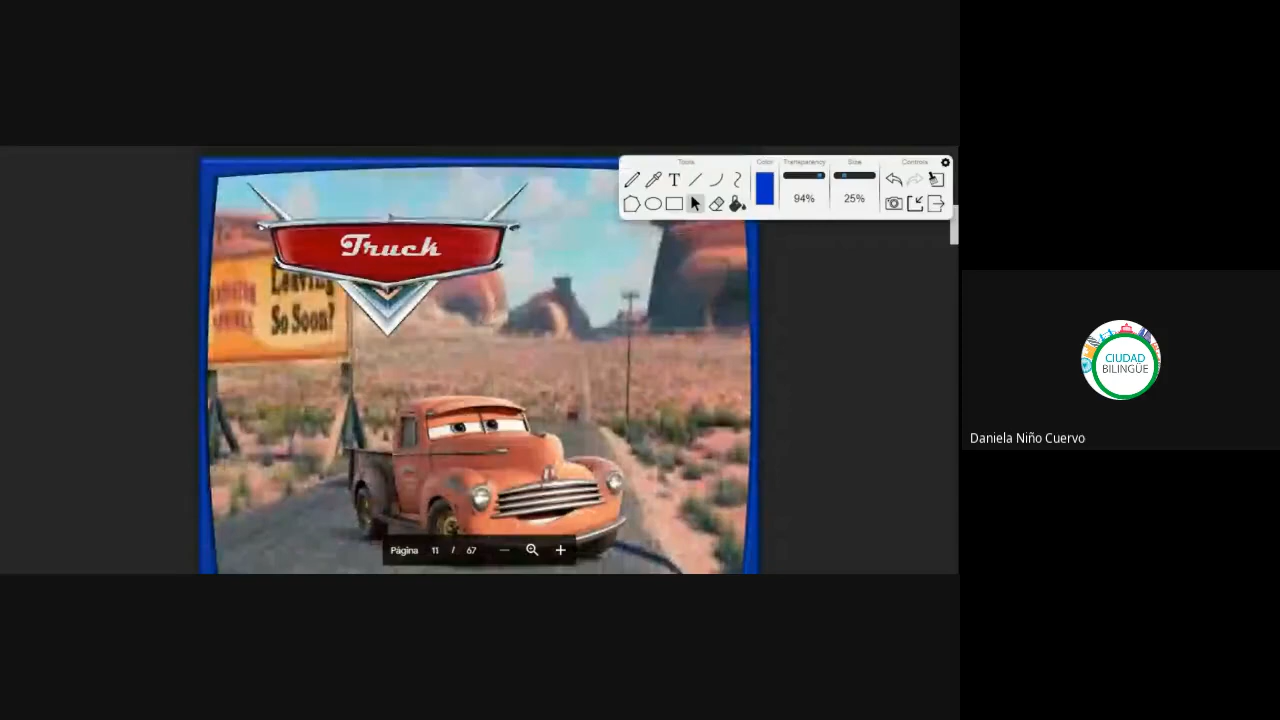 Tools
Color
Transparency
Size
Controls
94%
25%
Truck
Leaving
So Soon?
Página 11 / 67
CIUDAD
BILINGÜE
Daniela Niño Cuervo